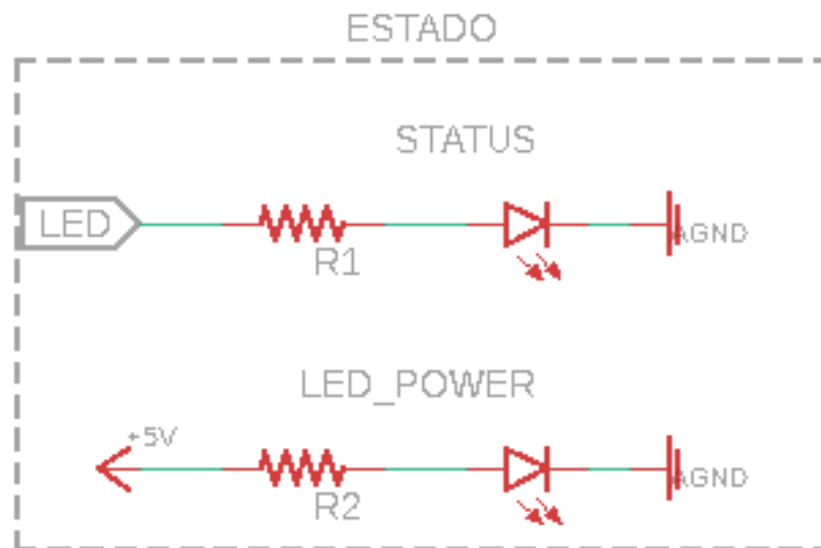 ESTADO
STATUS
LED
R1
AGND
LED_POWER
+5V
R2
AGND